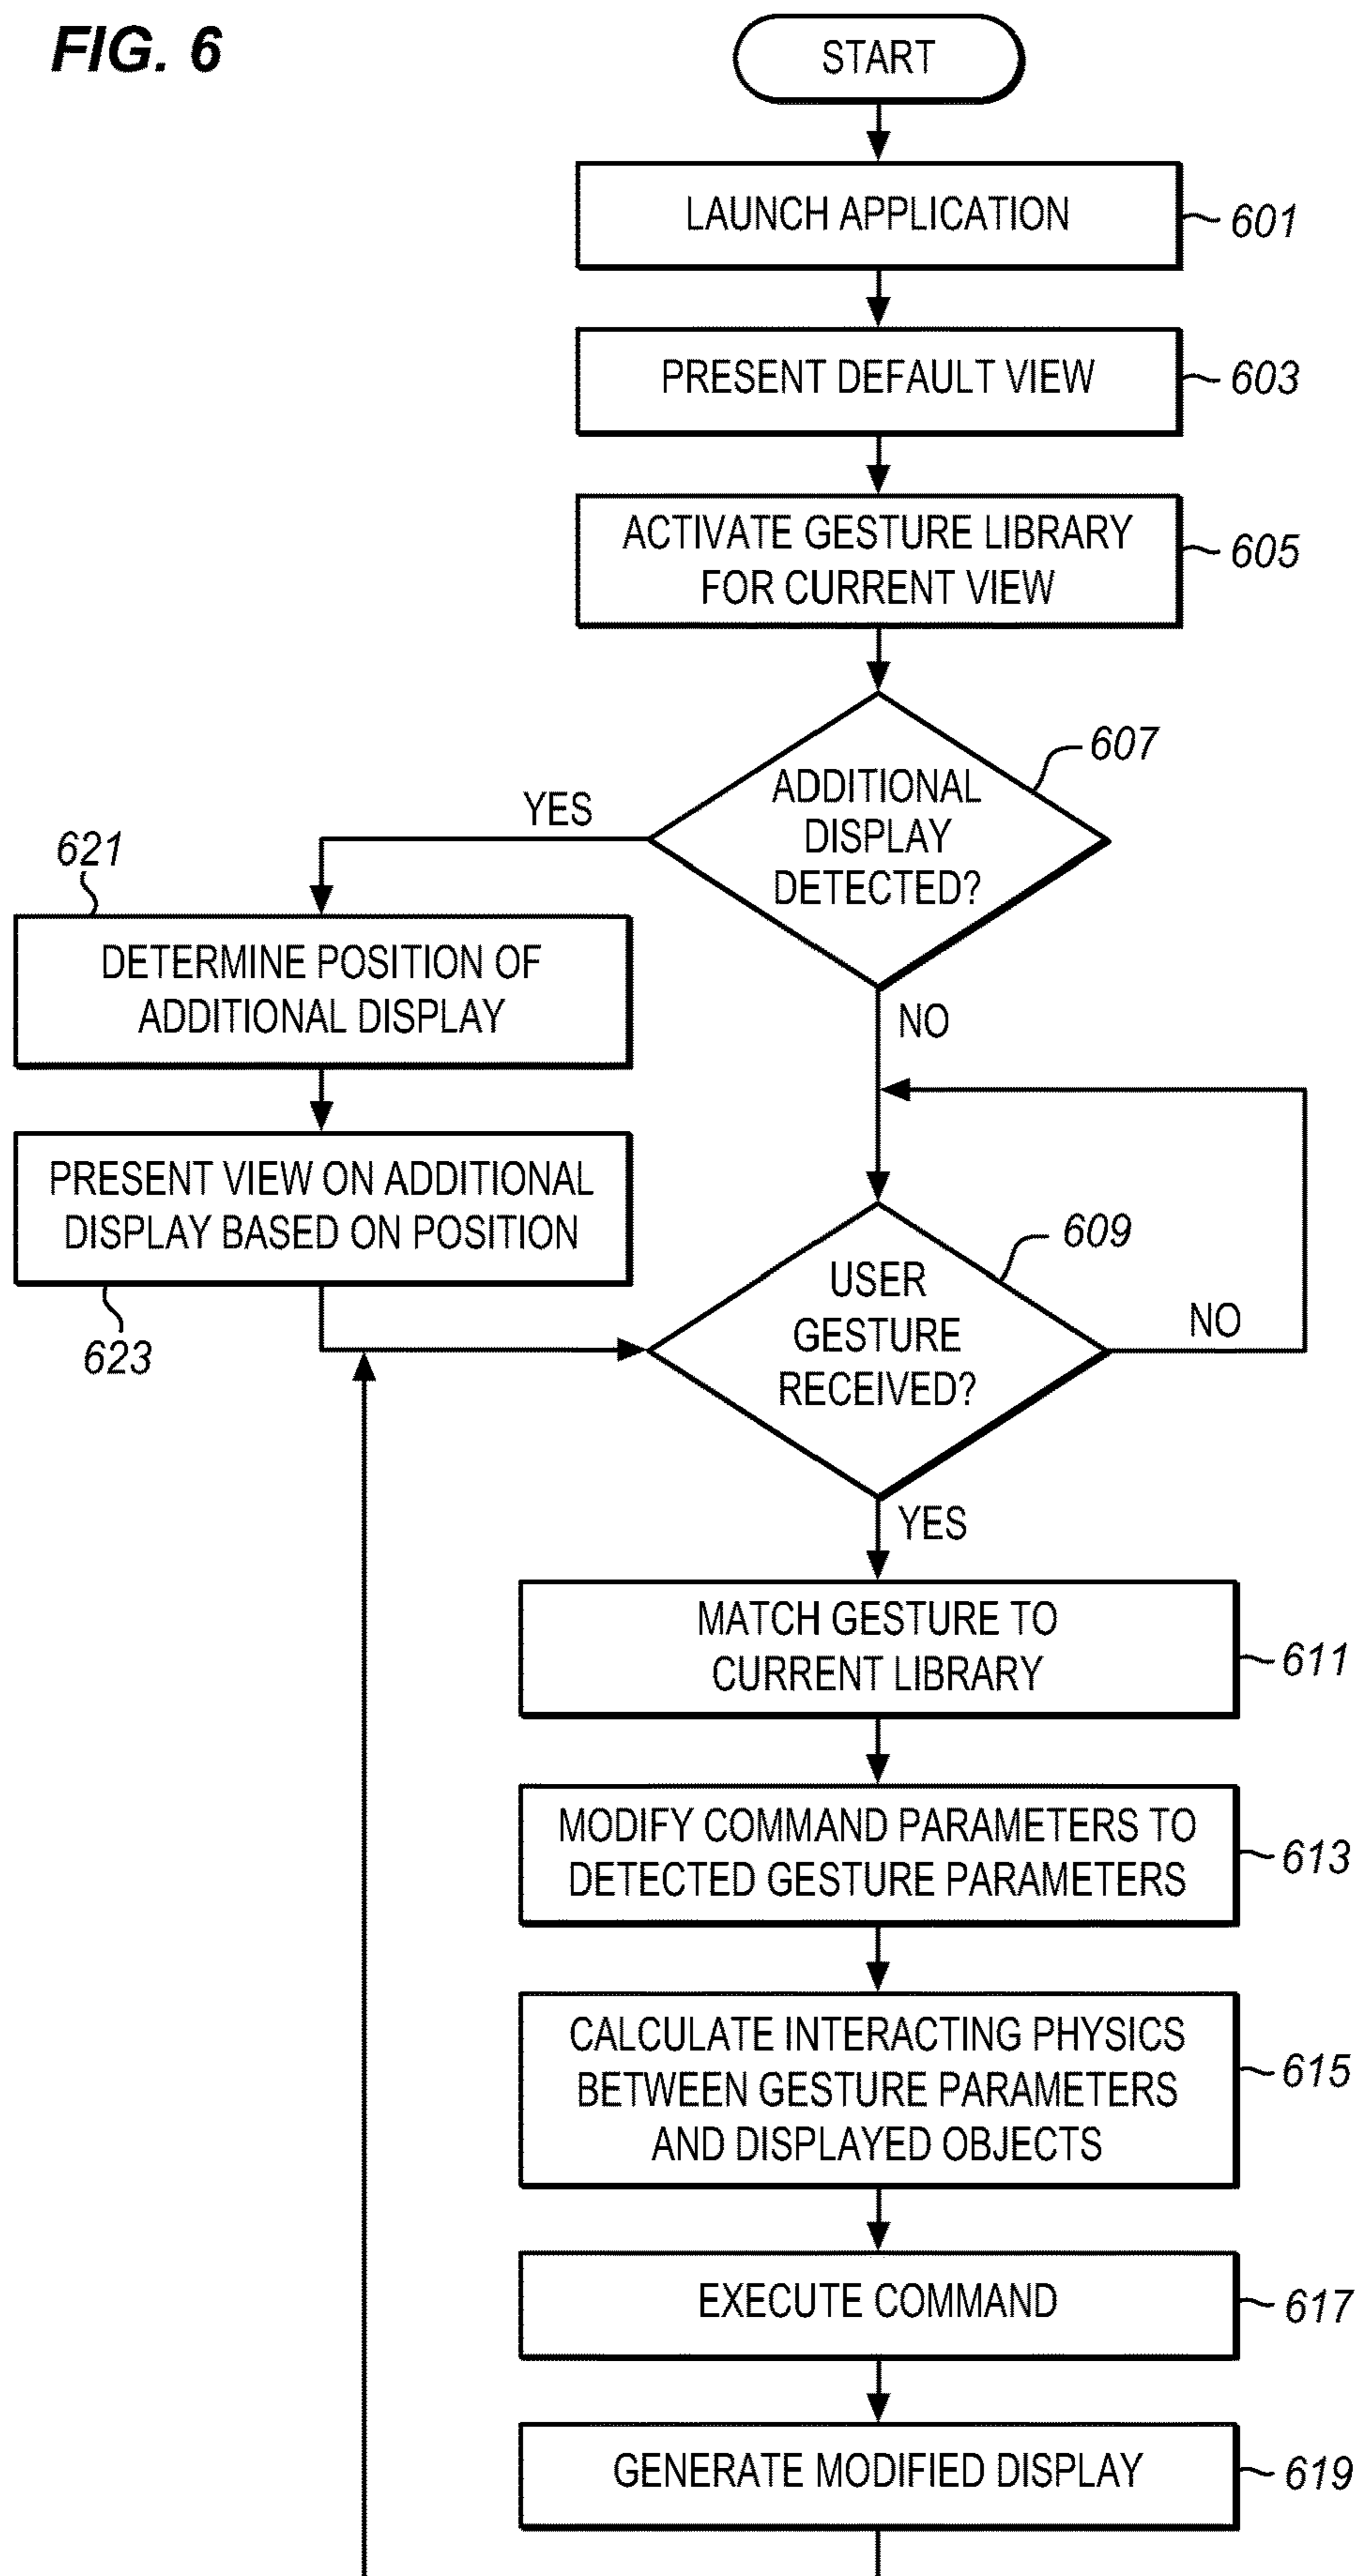 FIG. 6
START
LAUNCH APPLICATION
601
PRESENT DEFAULT VIEW
603
ACTIVATE GESTURE LIBRARY
FOR CURRENT VIEW
605
607
ADDITIONAL
DISPLAY
DETECTED?
YES
NO
621
DETERMINE POSITION OF
ADDITIONAL DISPLAY
PRESENT VIEW ON ADDITIONAL
DISPLAY BASED ON POSITION
623
609
USER
GESTURE
RECEIVED?
NO
YES
MATCH GESTURE TO
CURRENT LIBRARY
611
MODIFY COMMAND PARAMETERS TO
DETECTED GESTURE PARAMETERS
613
CALCULATE INTERACTING PHYSICS
BETWEEN GESTURE PARAMETERS
AND DISPLAYED OBJECTS
615
EXECUTE COMMAND
617
GENERATE MODIFIED DISPLAY
619